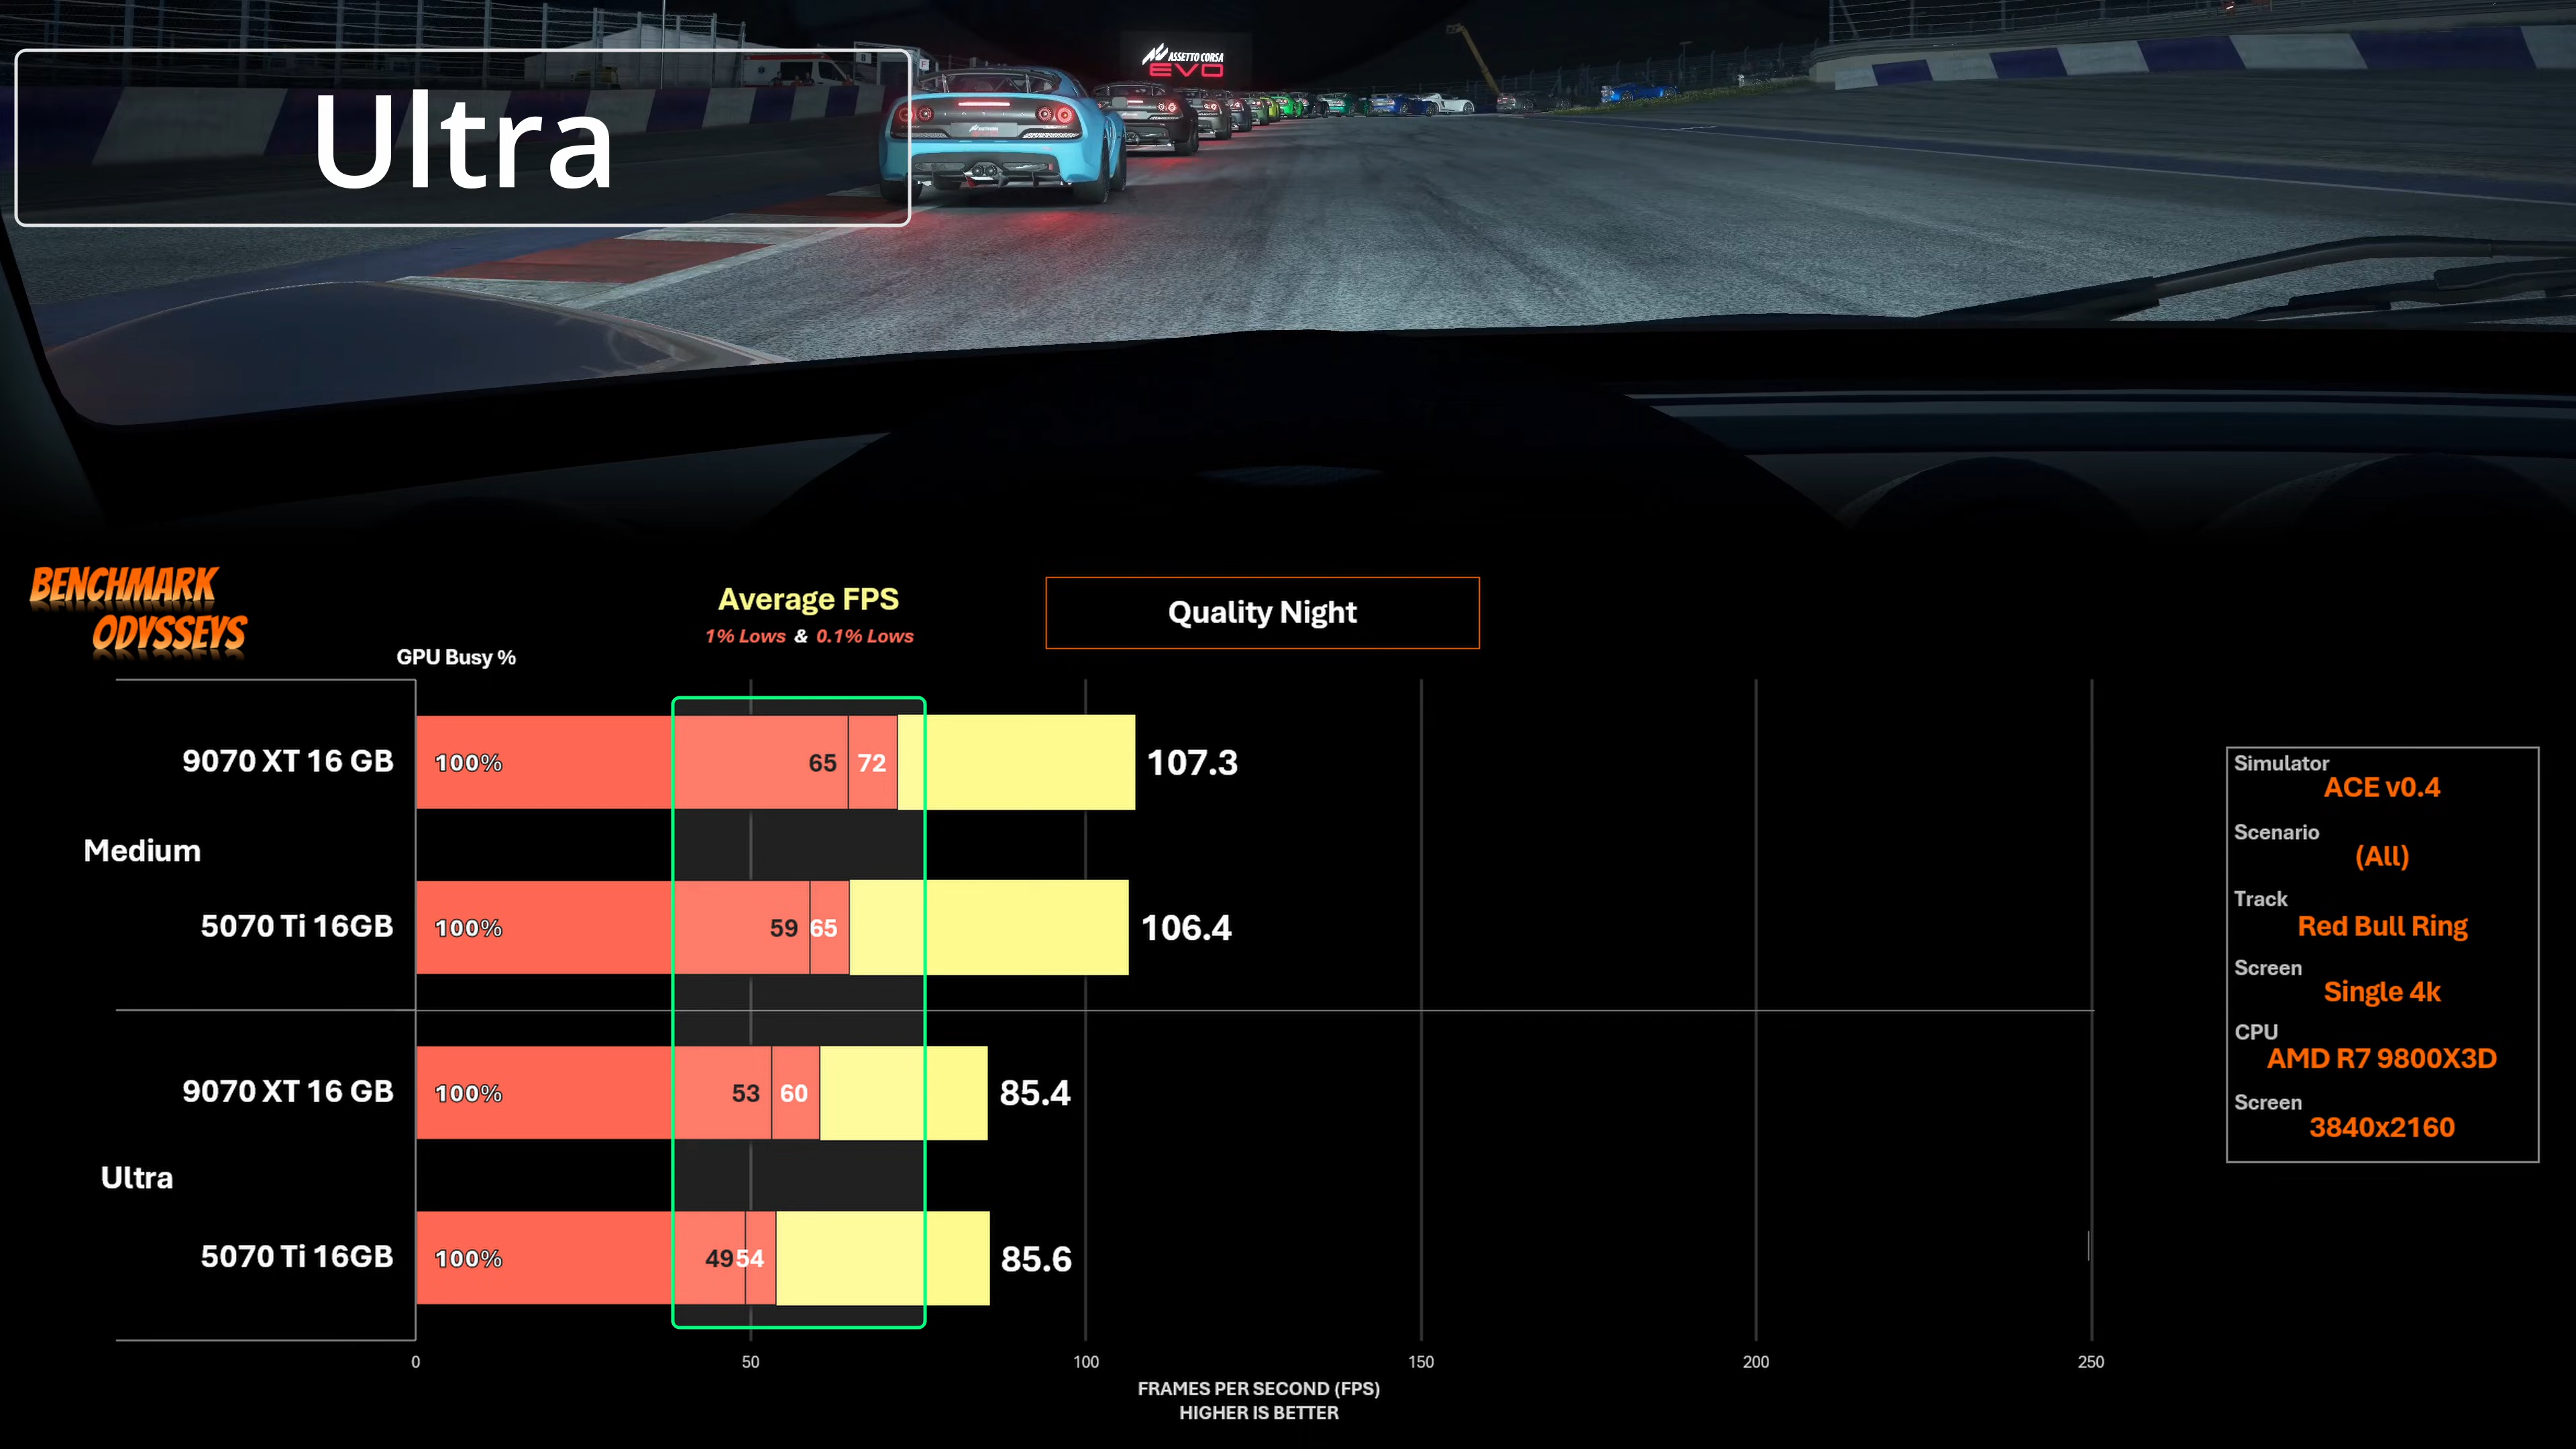 ASSETTO CORSA
EVO
Ultra
BENCHMARK
ODYSSEYS
Average FPS
1% Lows & 0.1% Lows
Quality Night
GPU Busy %
9070 XT 16 GB
100%
65
72
107.3
Medium
5070 Ti 16GB
100%
59
65
106.4
9070 XT 16 GB
100%
53
60
85.4
Ultra
5070 Ti 16GB
100%
49
54
85.6
0
50
100
150
200
250
FRAMES PER SECOND (FPS)
HIGHER IS BETTER
Simulator
ACE v0.4
Scenario
(All)
Track
Red Bull Ring
Screen
Single 4k
CPU
AMD R7 9800X3D
Screen
3840x2160